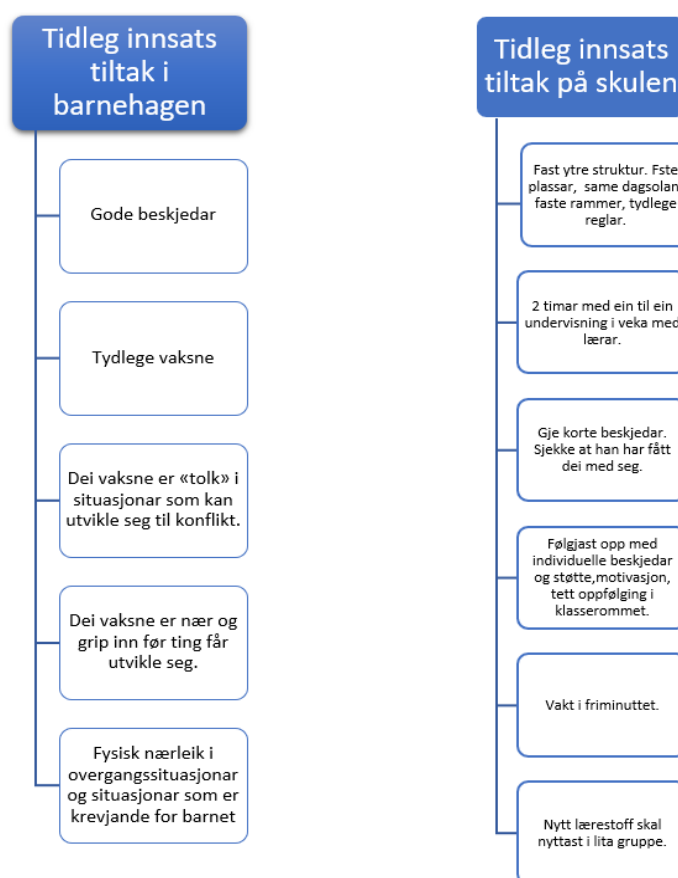 Tidleg innsats
tiltak i
barnehagen
Gode beskjedar
Tydlege vaksne
Dei vaksne er «tolk» i
situasjonar som kan
utvikle seg til konflikt.
Dei vaksne er nær og
grip inn før ting får
utvikle seg.
Fysisk nærleik i
overgangssituasjonar
og situasjonar som er
krevjande for barnet
Tidleg innsats
tiltak på skulen
Fast ytre struktur. Fste
plassar, same dagsolan
faste rammer, tydlege
reglar.
2 timar med ein til ein
undervisning i veka med
lærar.
Gje korte beskjedar.
Sjekke at han har fått
dei med seg.
Følgjast opp med
individuelle beskjedar
og støtte,motivasjon,
tett oppfølging i
klasserommet.
Vakt i friminuttet.
Nytt lærestoff skal
nyttast i lita gruppe.